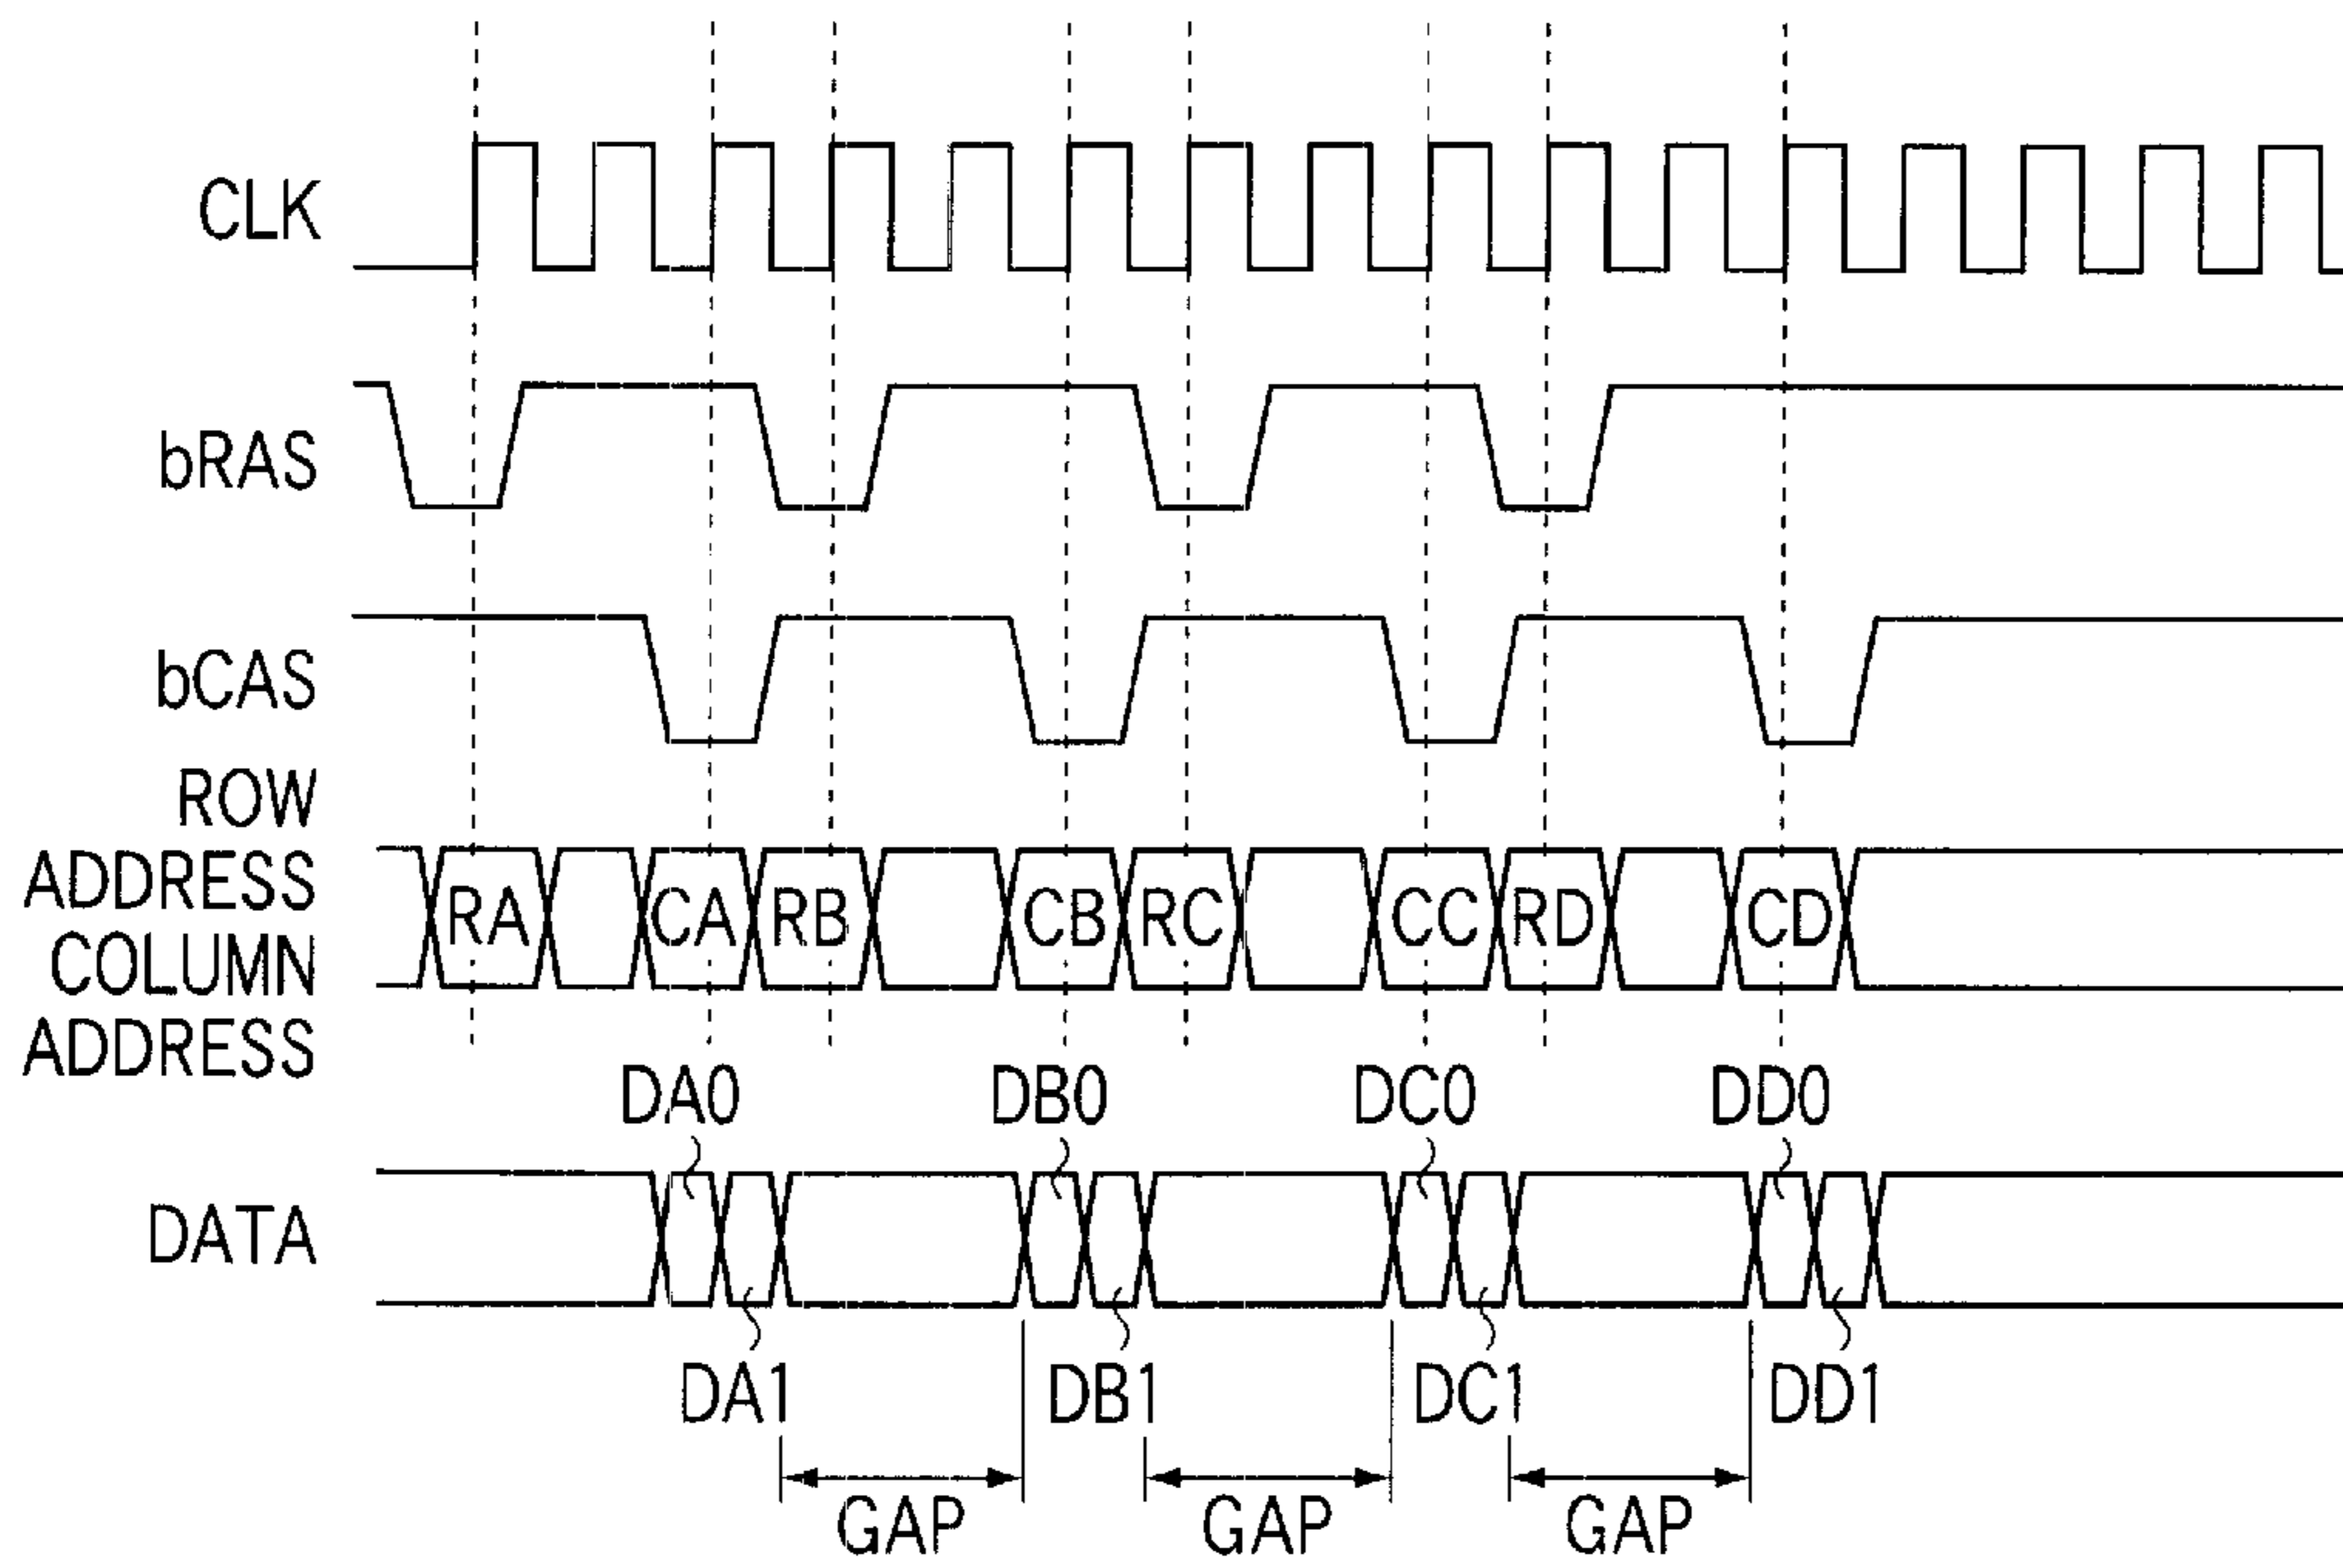 CLK
bRAS
bCAS
ROW
ADDRESS
COLUMN
ADDRESS
RA CA RB CB RC CC RD CD
DA0 DB0 DC0 DD0
DATA
DA1 DB1 DC1 DD1
GAP GAP GAP